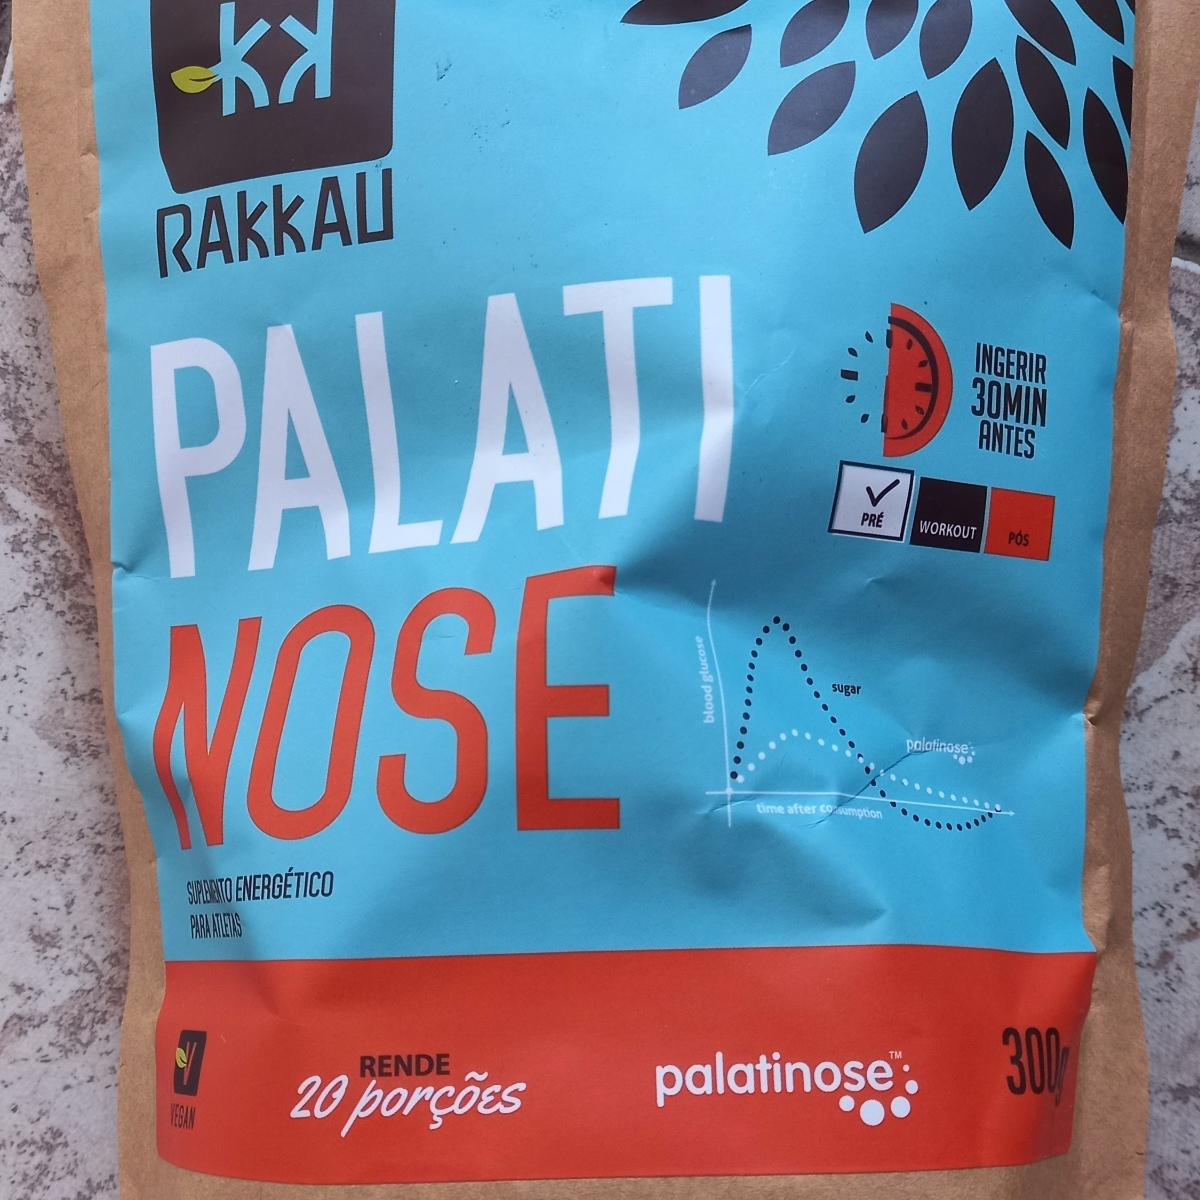 RAKKAU
PALATI
NOSE
INGERIR
30MIN
ANTES
PRÉ
WORKOUT
PÓS
blood glucose
sugar
palatinose
time after consumption
SUPLEMENTO ENERGÉTICO
PARA ATLETAS
VEGAN
RENDE
20 porções
palatinose™
300g